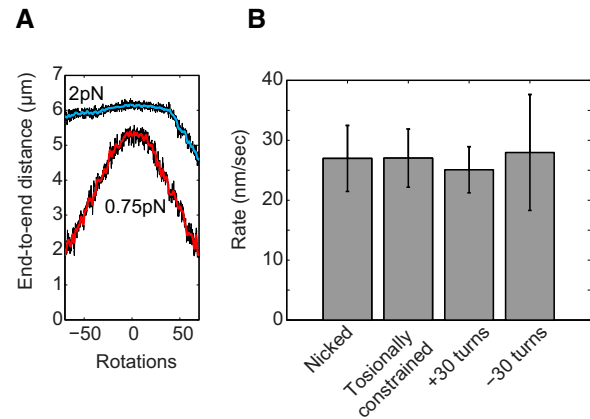 A
End-to-end distance (μm)
7
6
5
4
3
2
1
0
2pN
0.75pN
−50
0
50
Rotations
B
Rate (nm/sec)
40
30
20
10
0
Nicked
Tosionally
constrained
+30 turns
−30 turns